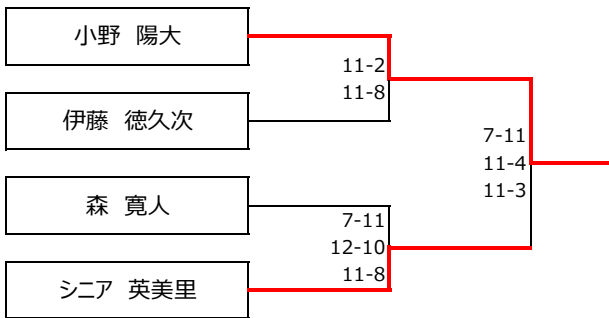 小野 陽大
11-2
11-8
伊藤 徳久次
7-11
11-4
11-3
森 寛人
7-11
12-10
11-8
シニア 英美里